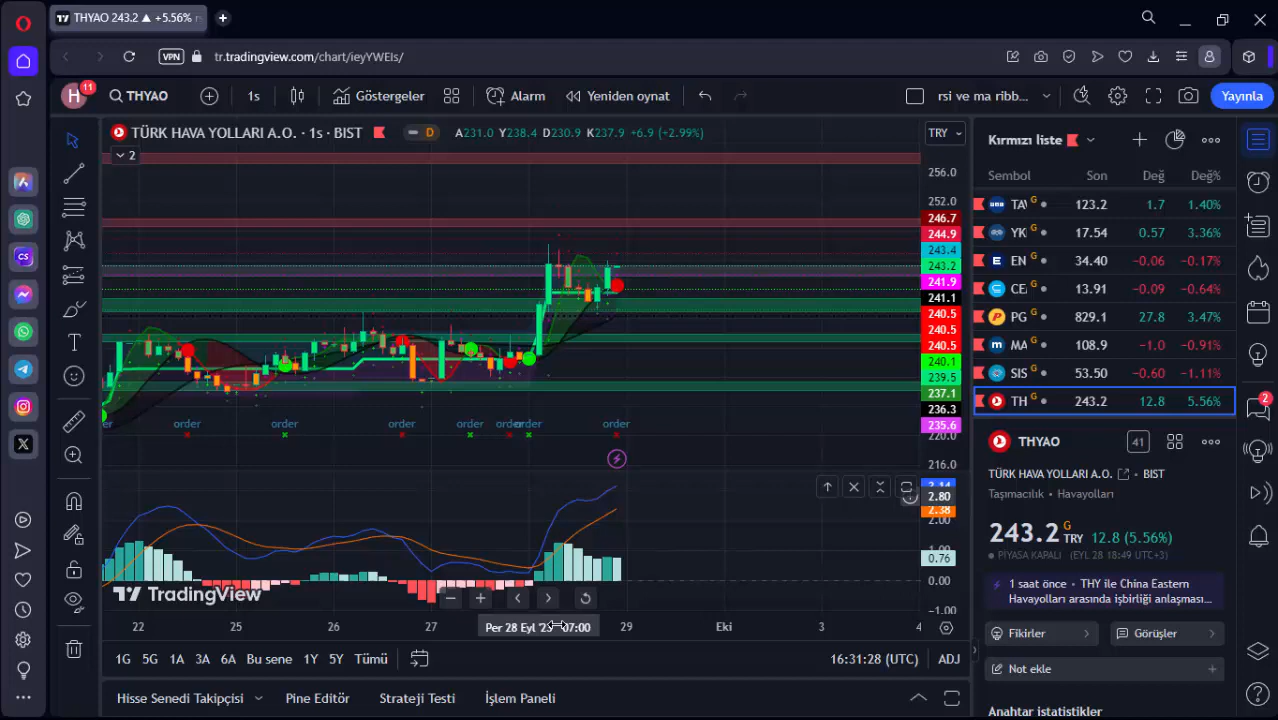 THYAO 243.2 ▲ +5.56%
VPN
tr.tradingview.com/chart/ieyYWEIs/
H
11
THYAO
1s
Göstergeler
Alarm
Yeniden oynat
rsi ve ma ribb...
Yayınla
TÜRK HAVA YOLLARI A.O. · 1s · BIST
D
A231.0 Y238.4 D230.9 K237.9 +6.9 (+2.99%)
TRY
2
256.0
252.0
246.7
244.9
243.4
243.2
241.9
241.1
240.5
240.5
240.5
240.1
239.5
237.1
236.3
235.6
220.0
216.0
order
order
order
order
order
order
2.14
2.80
2.38
2.00
1.00
0.76
0.00
−1.00
TradingView
22
25
26
27
Per 28 Eyl '23 07:00
29
Eki
3
4
1G
5G
1A
3A
6A
Bu sene
1Y
5Y
Tümü
16:31:28 (UTC)
ADJ
Hisse Senedi Takipçisi
Pine Editör
Strateji Testi
İşlem Paneli
Kırmızı liste
Sembol Son Değ Değ%
TA G 123.2 1.7 1.40%
YK G 17.54 0.57 3.36%
EN G 34.40 −0.06 −0.17%
CE G 13.91 −0.09 −0.64%
PG G 829.1 27.8 3.47%
MA G 108.9 −1.0 −0.91%
SIS G 53.50 −0.60 −1.11%
TH G 243.2 12.8 5.56%
THYAO
41
TÜRK HAVA YOLLARI A.O. · BIST
Taşımacılık · Havayolları
243.2 G TRY 12.8 (5.56%)
PİYASA KAPALI (EYL 28 18:49 UTC+3)
1 saat önce · THY ile China Eastern
Havayolları arasında işbirliği anlaşması...
Fikirler
Görüşler
Not ekle
Anahtar istatistikler
2
CS